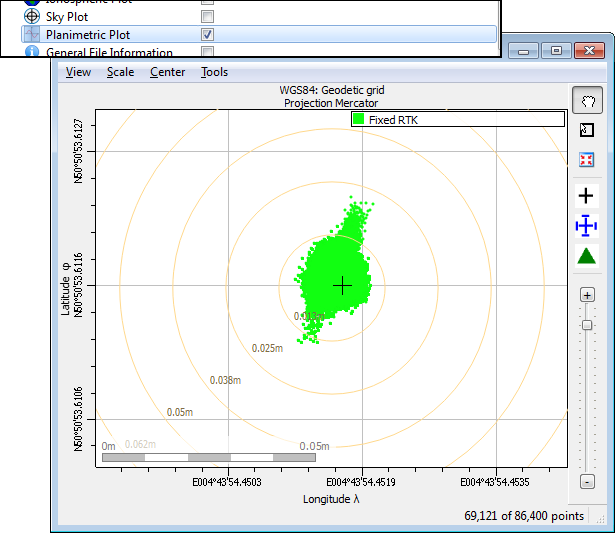 Ionospheric Plot
Sky Plot
Planimetric Plot
General File Information
View Scale Center Tools
WGS84: Geodetic grid
Projection Mercator
Fixed RTK
N50°50'53.6127
N50°50'53.6116
N50°50'53.6106
Latitude φ
0.013m
0.025m
0.038m
0.05m
0.062m
0m 0.05m
E004°43'54.4503 E004°43'54.4519 E004°43'54.4535
Longitude λ
69,121 of 86,400 points